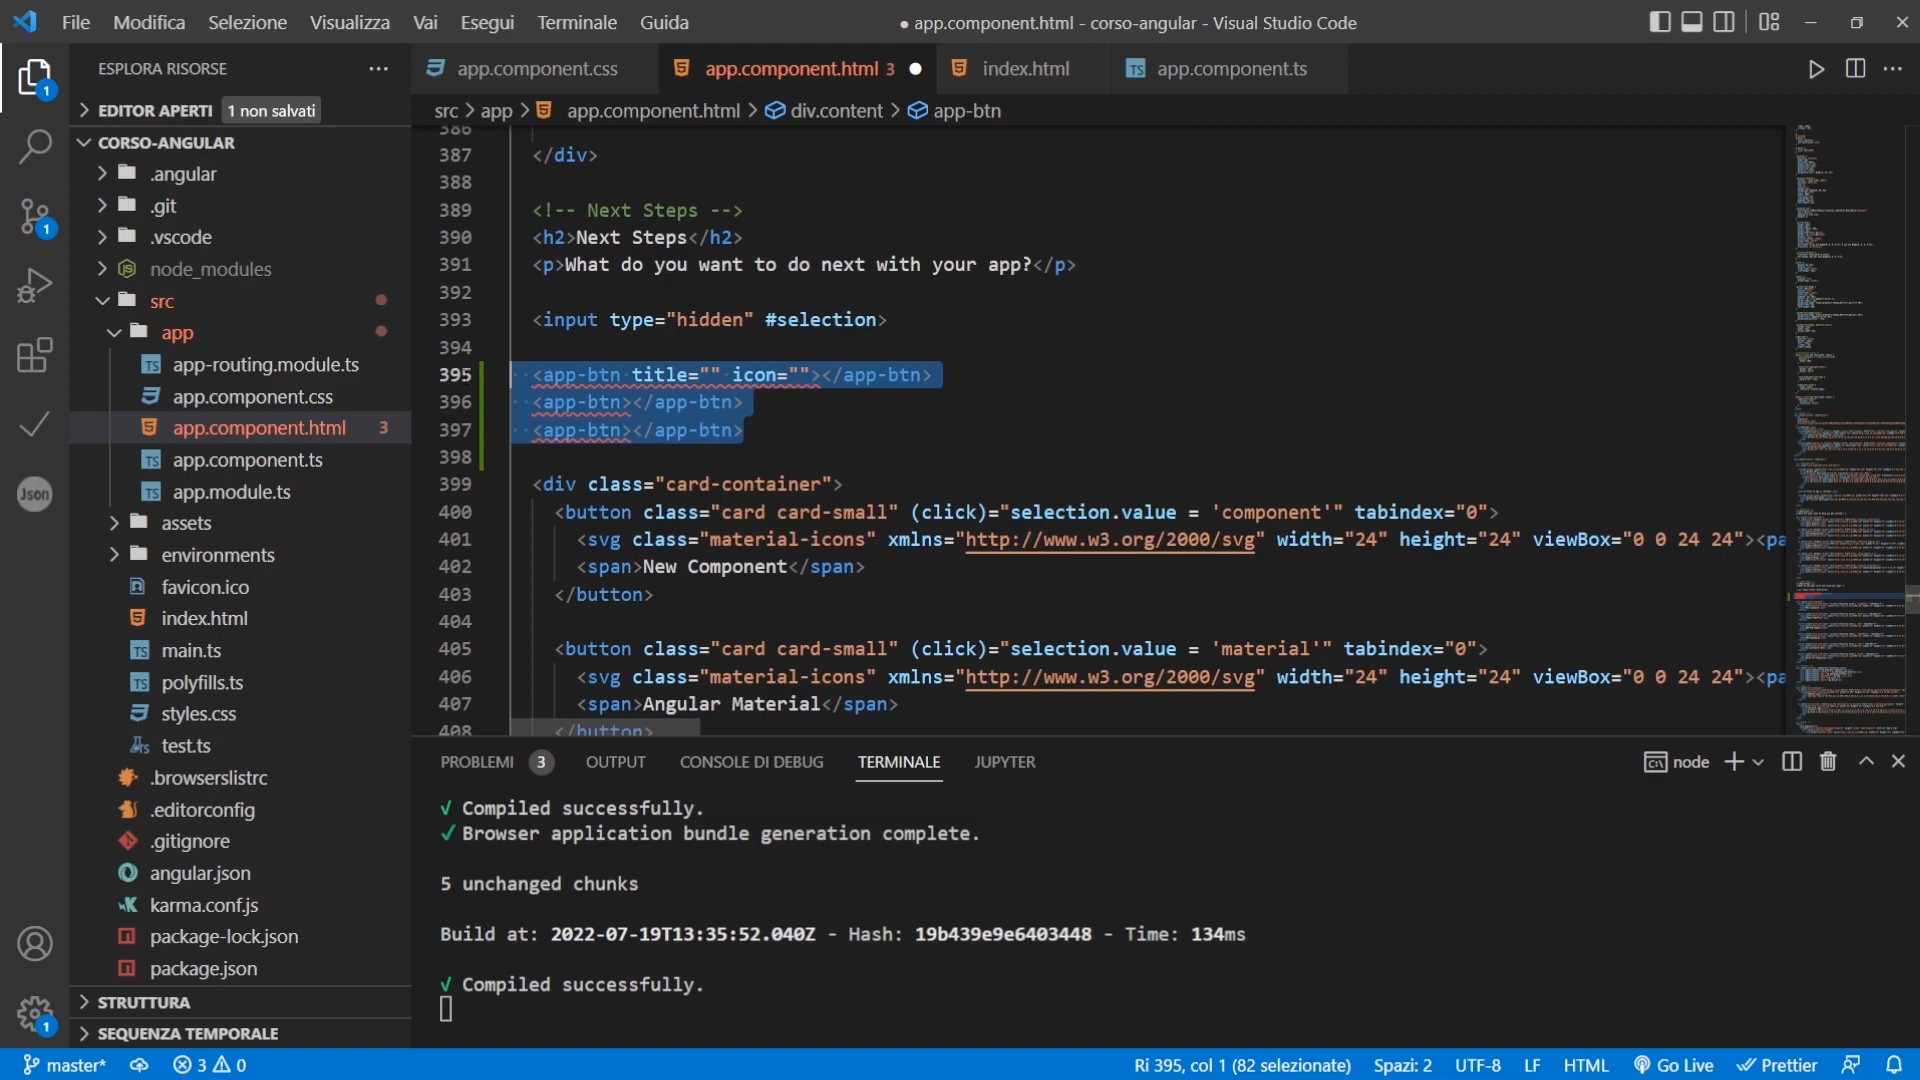 File Modifica Selezione Visualizza Vai Esegui Terminale Guida
● app.component.html - corso-angular - Visual Studio Code
ESPLORA RISORSE
EDITOR APERTI 1 non salvati
CORSO-ANGULAR
.angular
.git
.vscode
node_modules
src
app
app-routing.module.ts
app.component.css
app.component.html 3
app.component.ts
app.module.ts
assets
environments
favicon.ico
index.html
main.ts
polyfills.ts
styles.css
test.ts
.browserslistrc
.editorconfig
.gitignore
angular.json
karma.conf.js
package-lock.json
package.json
STRUTTURA
SEQUENZA TEMPORALE
1
1
Json
1
app.component.css app.component.html 3 ● index.html app.component.ts
src > app > app.component.html > div.content > app-btn
386
387 </div>
388
389 <!-- Next Steps -->
390 <h2>Next Steps</h2>
391 <p>What do you want to do next with your app?</p>
392
393 <input type="hidden" #selection>
394
395 <app-btn title="" icon=""></app-btn>
396 <app-btn></app-btn>
397 <app-btn></app-btn>
398
399 <div class="card-container">
400 <button class="card card-small" (click)="selection.value = 'component'" tabindex="0">
401 <svg class="material-icons" xmlns="http://www.w3.org/2000/svg" width="24" height="24" viewBox="0 0 24 24"><pa
402 <span>New Component</span>
403 </button>
404
405 <button class="card card-small" (click)="selection.value = 'material'" tabindex="0">
406 <svg class="material-icons" xmlns="http://www.w3.org/2000/svg" width="24" height="24" viewBox="0 0 24 24"><pa
407 <span>Angular Material</span>
408 </button>
PROBLEMI 3 OUTPUT CONSOLE DI DEBUG TERMINALE JUPYTER
node
√ Compiled successfully.
✓ Browser application bundle generation complete.
5 unchanged chunks
Build at: 2022-07-19T13:35:52.040Z - Hash: 19b439e9e6403448 - Time: 134ms
√ Compiled successfully.
master* 3 0
Ri 395, col 1 (82 selezionate) Spazi: 2 UTF-8 LF HTML Go Live Prettier